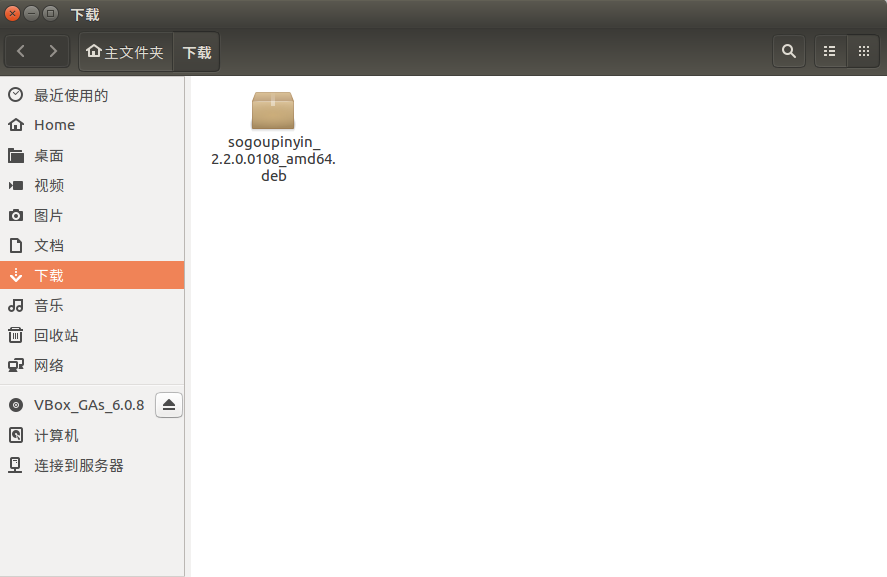 下载
主文件夹 下载
最近使用的
Home
桌面
视频
图片
文档
下载
音乐
回收站
网络
VBox_GAs_6.0.8
计算机
连接到服务器
sogoupinyin_
2.2.0.0108_amd64.
deb